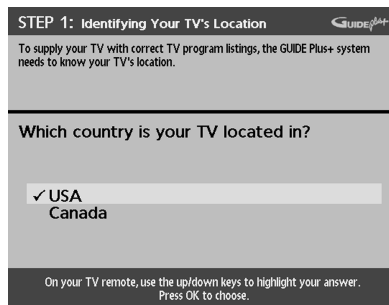 STEP 1: Identifying Your TV's Location GUIDE Plus+
To supply your TV with correct TV program listings, the GUIDE Plus+ system
needs to know your TV's location.
Which country is your TV located in?
✓ USA
Canada
On your TV remote, use the up/down keys to highlight your answer.
Press OK to choose.